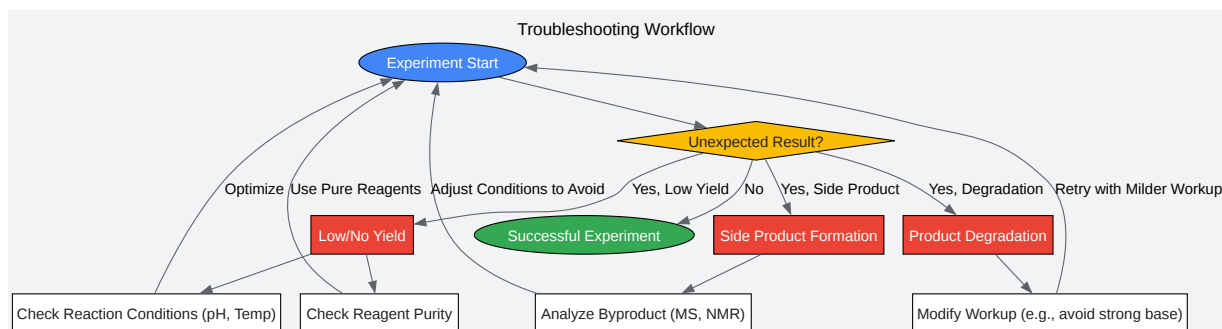 Troubleshooting Workflow
Experiment Start
Unexpected Result?
Optimize
Use Pure Reagents
Adjust Conditions to Avoid
Yes, Low Yield
No
Yes, Side Product
Yes, Degradation
Retry with Milder Workup
Low/No Yield
Successful Experiment
Side Product Formation
Product Degradation
Check Reaction Conditions (pH, Temp)
Check Reagent Purity
Analyze Byproduct (MS, NMR)
Modify Workup (e.g., avoid strong base)